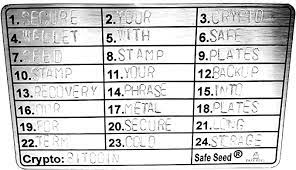 1. SECURE 2. YOUR 3. CRYPTO
4. WALLET 5. WITH 6. SAFE
7. SEED 8. STAMP 9. PLATES
10. STAMP 11. YOUR 12. BACKUP
13. RECOVERY 14. PHRASE 15. INTO
16. OUR 17. METAL 18. PLATES
19. FOR 20. SECURE 21. LONG
22. TERM 23. COLD 24. STORAGE
Crypto: BITCOIN Safe Seed®